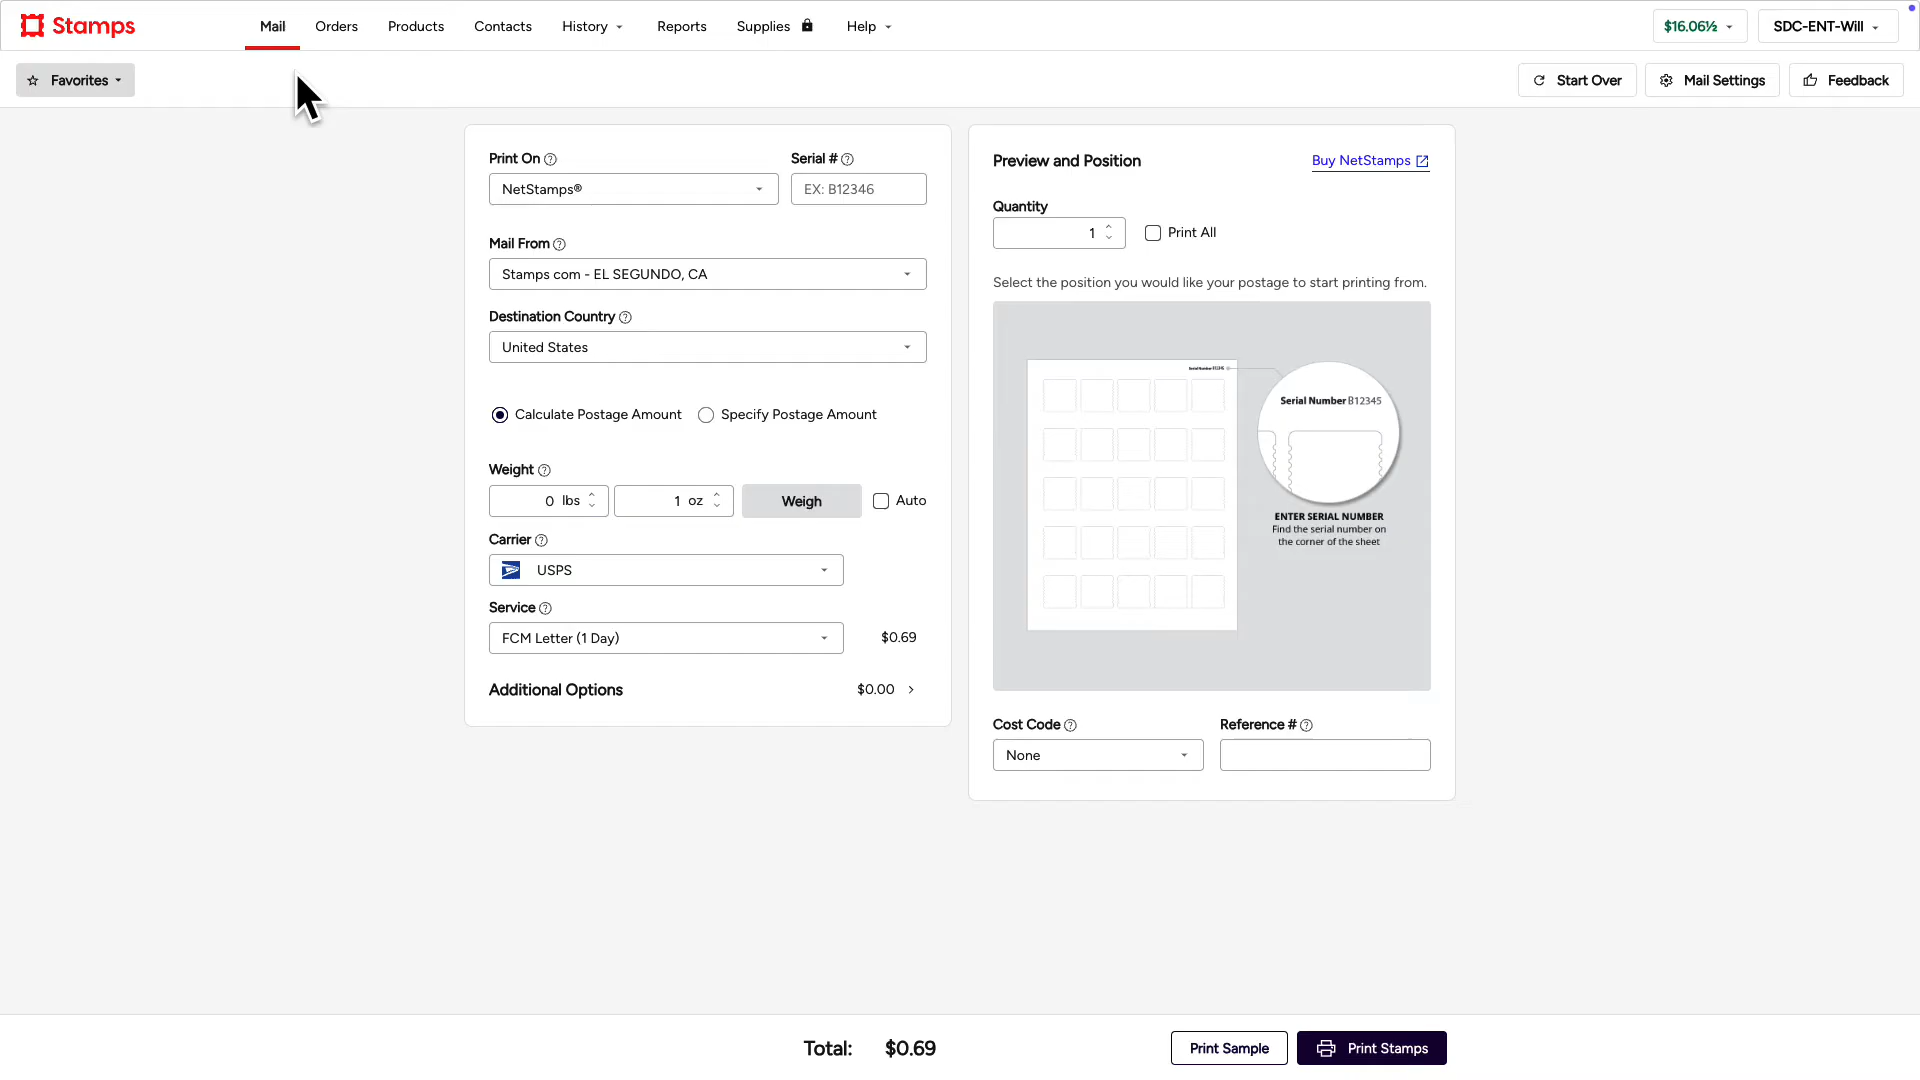 Stamps
Mail Orders Products Contacts History Reports Supplies Help
$16.06½ SDC-ENT-Will
Favorites
Start Over Mail Settings Feedback
Print On Serial #
NetStamps® EX: B12346
Mail From
Stamps com - EL SEGUNDO, CA
Destination Country
United States
Calculate Postage Amount Specify Postage Amount
Weight
0 lbs 1 oz Weigh Auto
Carrier
USPS
Service
FCM Letter (1 Day) $0.69
Additional Options $0.00
Preview and Position Buy NetStamps
Quantity
1 Print All
Select the position you would like your postage to start printing from.
Serial Number B12345
Serial Number B12345
ENTER SERIAL NUMBER
Find the serial number on
the corner of the sheet
Cost Code Reference #
None
Total: $0.69 Print Sample Print Stamps